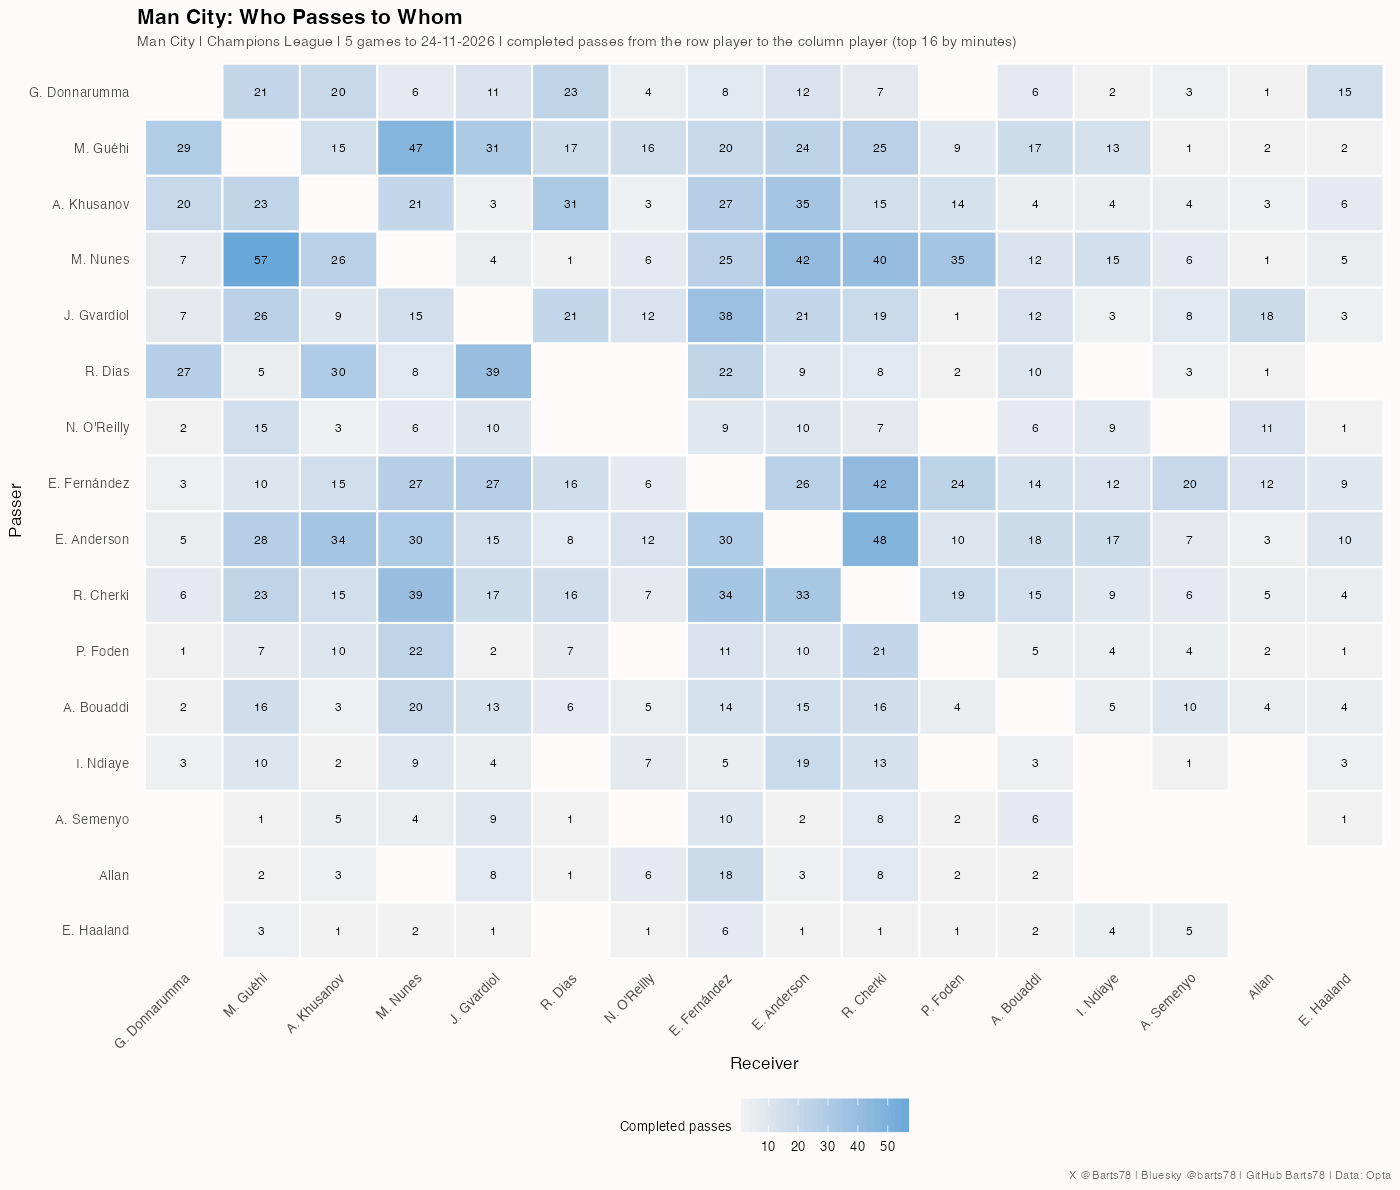 Man City: Who Passes to Whom
Man City | Champions League | 5 games to 24-11-2026 | completed passes from the row player to the column player (top 16 by minutes)
G. Donnarumma 21 20 6 11 23 4 8 12 7 6 2 3 1 15
M. Guéhi 29 15 47 31 17 16 20 24 25 9 17 13 1 2 2
A. Khusanov 20 23 21 3 31 3 27 35 15 14 4 4 4 3 6
M. Nunes 7 57 26 4 1 6 25 42 40 35 12 15 6 1 5
J. Gvardiol 7 26 9 15 21 12 38 21 19 1 12 3 8 18 3
R. Dias 27 5 30 8 39 22 9 8 2 10 3 1
N. O'Reilly 2 15 3 6 10 9 10 7 6 9 11 1
E. Fernández 3 10 15 27 27 16 6 26 42 24 14 12 20 12 9
E. Anderson 5 28 34 30 15 8 12 30 48 10 18 17 7 3 10
R. Cherki 6 23 15 39 17 16 7 34 33 19 15 9 6 5 4
P. Foden 1 7 10 22 2 7 11 10 21 5 4 4 2 1
A. Bouaddi 2 16 3 20 13 6 5 14 15 16 4 5 10 4 4
I. Ndiaye 3 10 2 9 4 7 5 19 13 3 1 3
A. Semenyo 1 5 4 9 1 10 2 8 2 6 1
Allan 2 3 8 1 6 18 3 8 2 2
E. Haaland 3 1 2 1 1 6 1 1 1 2 4 5
Passer
G. Donnarumma M. Guéhi A. Khusanov M. Nunes J. Gvardiol R. Dias N. O'Reilly E. Fernández E. Anderson R. Cherki P. Foden A. Bouaddi I. Ndiaye A. Semenyo Allan E. Haaland
Receiver
Completed passes
10 20 30 40 50
X @Barts78 | Bluesky @barts78 | GitHub Barts78 | Data: Opta